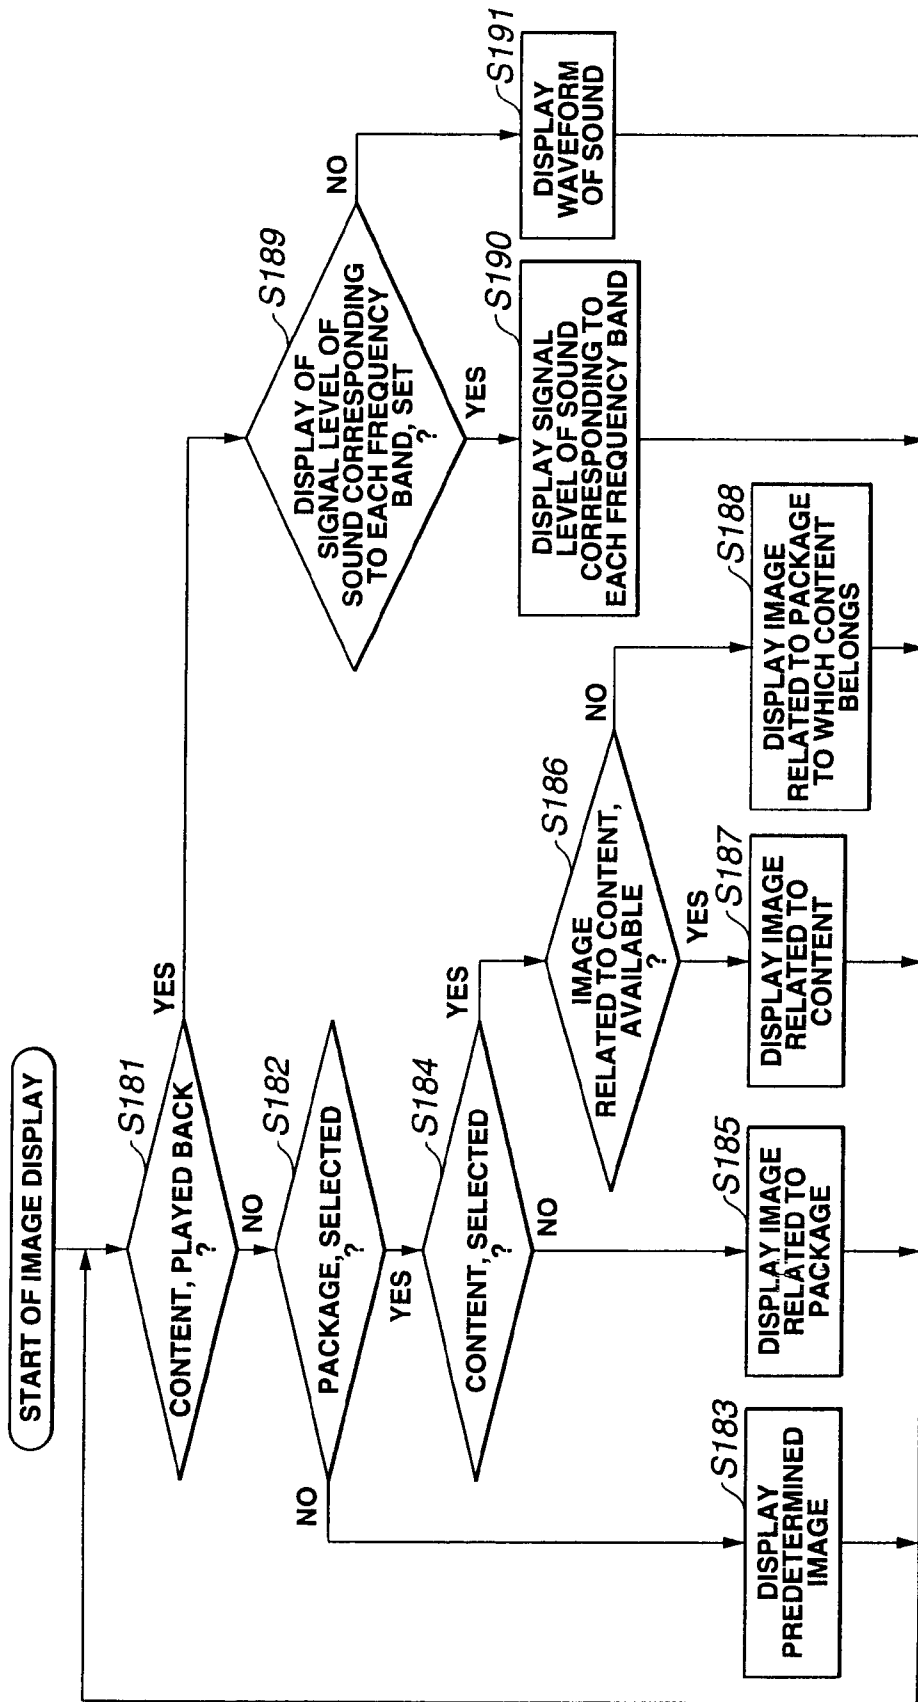 START OF IMAGE DISPLAY
S181
CONTENT, PLAYED BACK
?
YES
NO
S182
PACKAGE, SELECTED
?
NO
YES
S184
CONTENT, SELECTED
?
YES
NO
S189
DISPLAY OF
SIGNAL LEVEL OF
SOUND CORRESPONDING
TO EACH FREQUENCY
BAND, SET
?
NO
YES
S186
IMAGE
RELATED TO CONTENT,
AVAILABLE
?
NO
YES
S183
DISPLAY
PREDETERMINED
IMAGE
S185
DISPLAY IMAGE
RELATED TO
PACKAGE
S187
DISPLAY IMAGE
RELATED TO
CONTENT
S188
DISPLAY IMAGE
RELATED TO PACKAGE
TO WHICH CONTENT
BELONGS
S190
DISPLAY SIGNAL
LEVEL OF SOUND
CORRESPONDING TO
EACH FREQUENCY BAND
S191
DISPLAY
WAVEFORM
OF SOUND